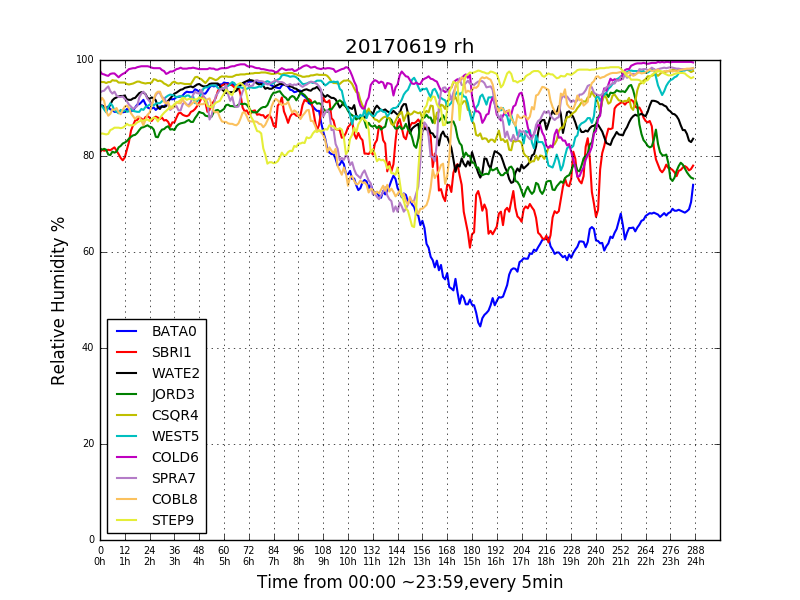 20170619 rh
100
80
60
40
20
0
Relative Humidity %
BATA0
SBRI1
WATE2
JORD3
CSQR4
WEST5
COLD6
SPRA7
COBL8
STEP9
0 12 24 36 48 60 72 84 96 108 120 132 144 156 168 180 192 204 216 228 240 252 264 276 288
0h 1h 2h 3h 4h 5h 6h 7h 8h 9h 10h 11h 12h 13h 14h 15h 16h 17h 18h 19h 20h 21h 22h 23h 24h
Time from 00:00 ~23:59,every 5min